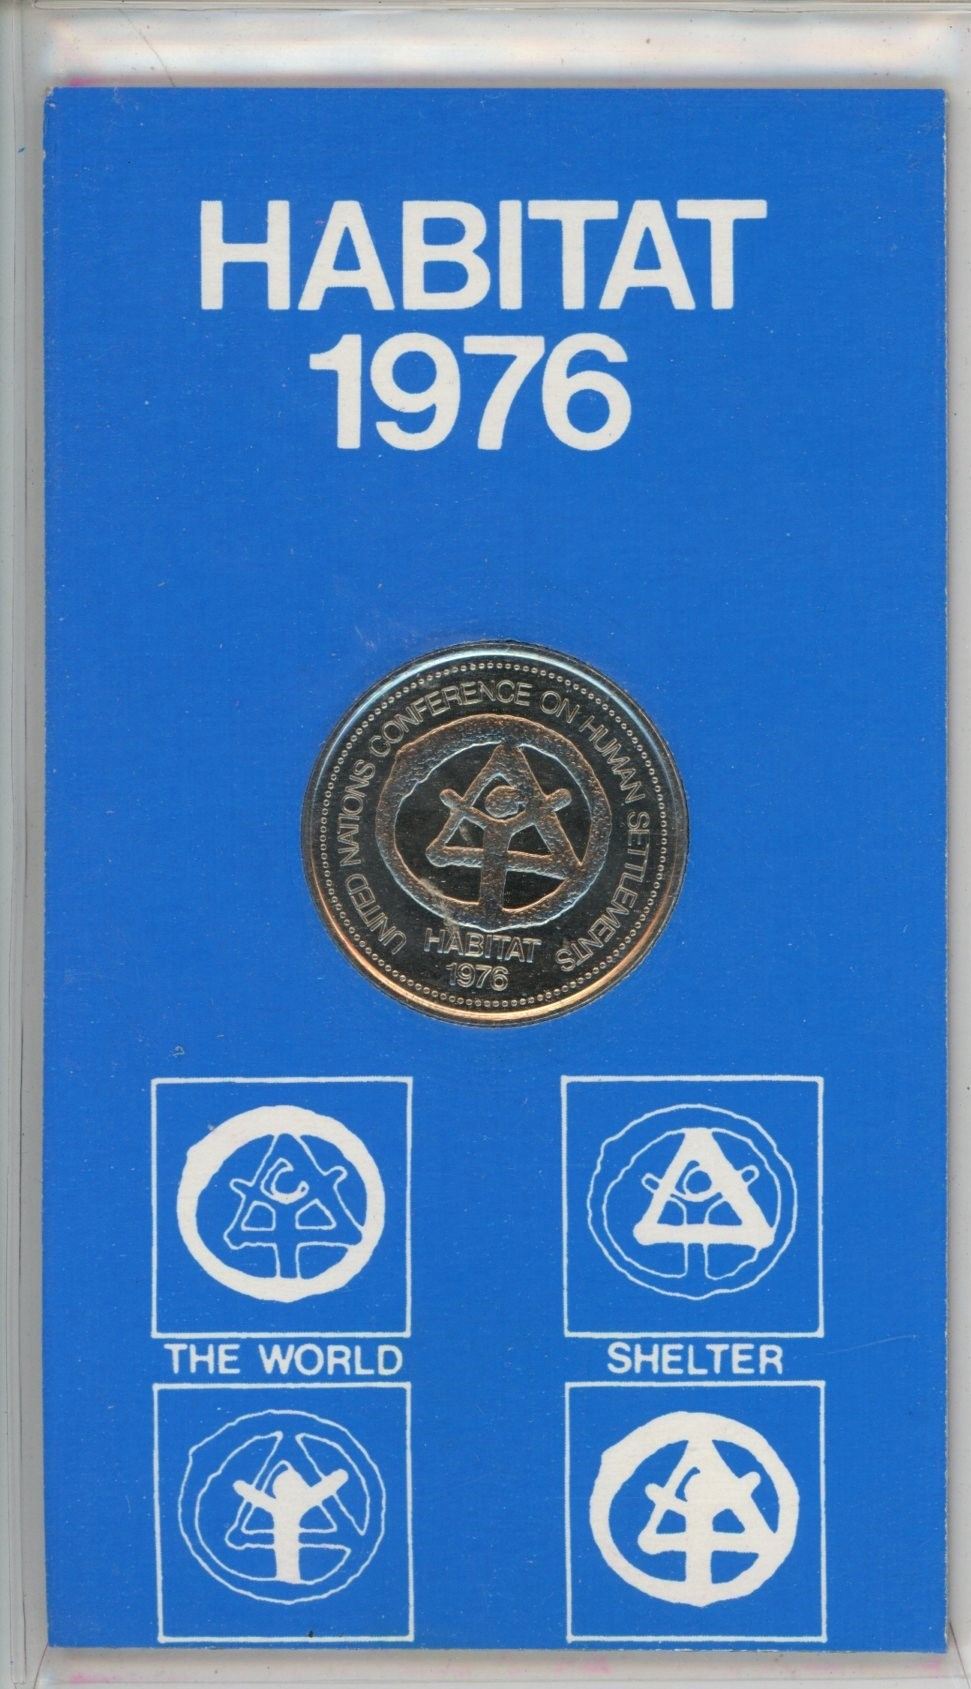 HABITAT
1976
UNITED NATIONS CONFERENCE ON HUMAN SETTLEMENTS
HABITAT
1976
THE WORLD
SHELTER